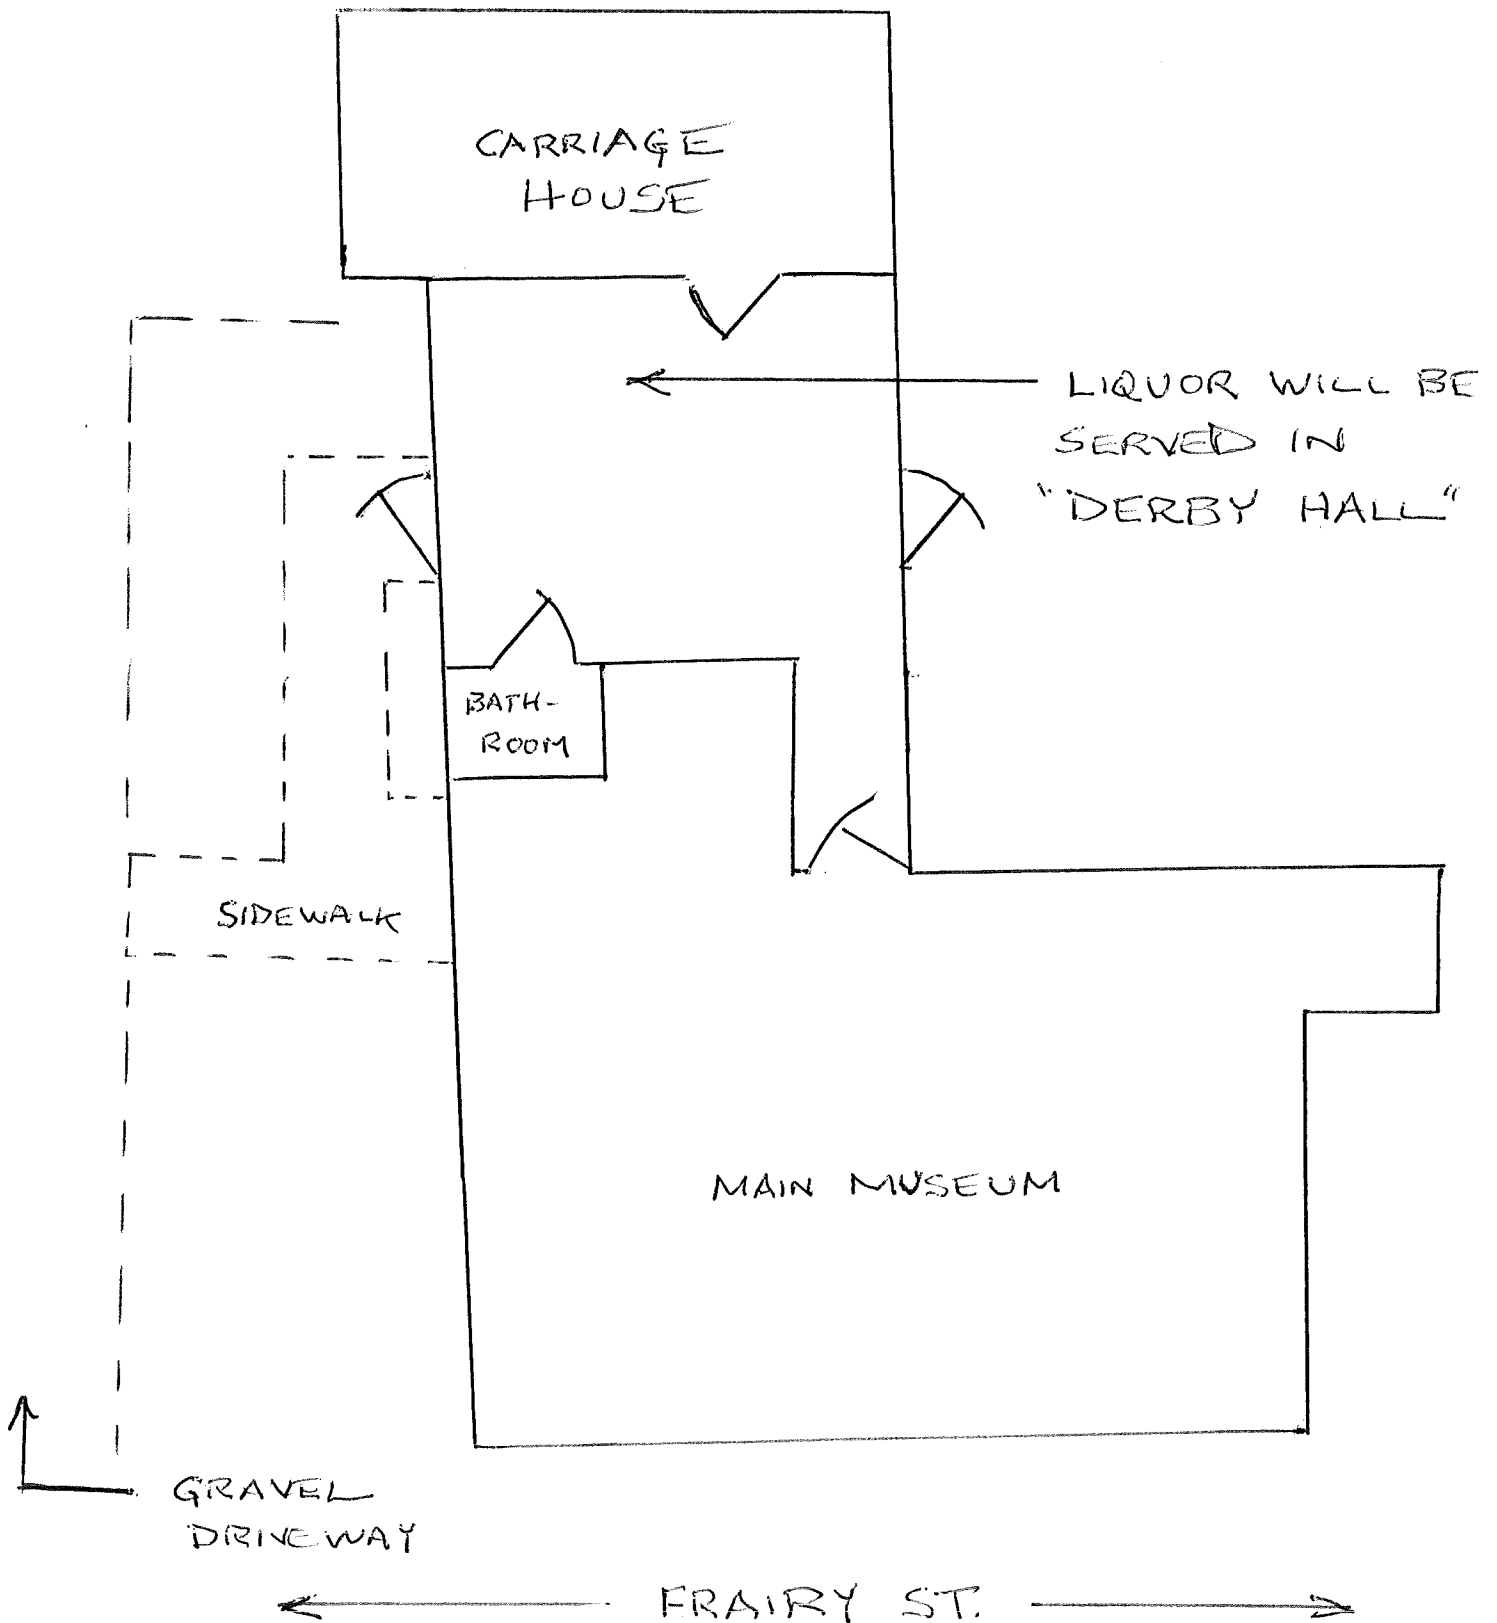 CARRIAGE
HOUSE
LIQUOR WILL BE
SERVED IN
"DERBY HALL"
BATH-
ROOM
SIDEWALK
MAIN MUSEUM
GRAVEL
DRIVEWAY
FRAIRY ST.